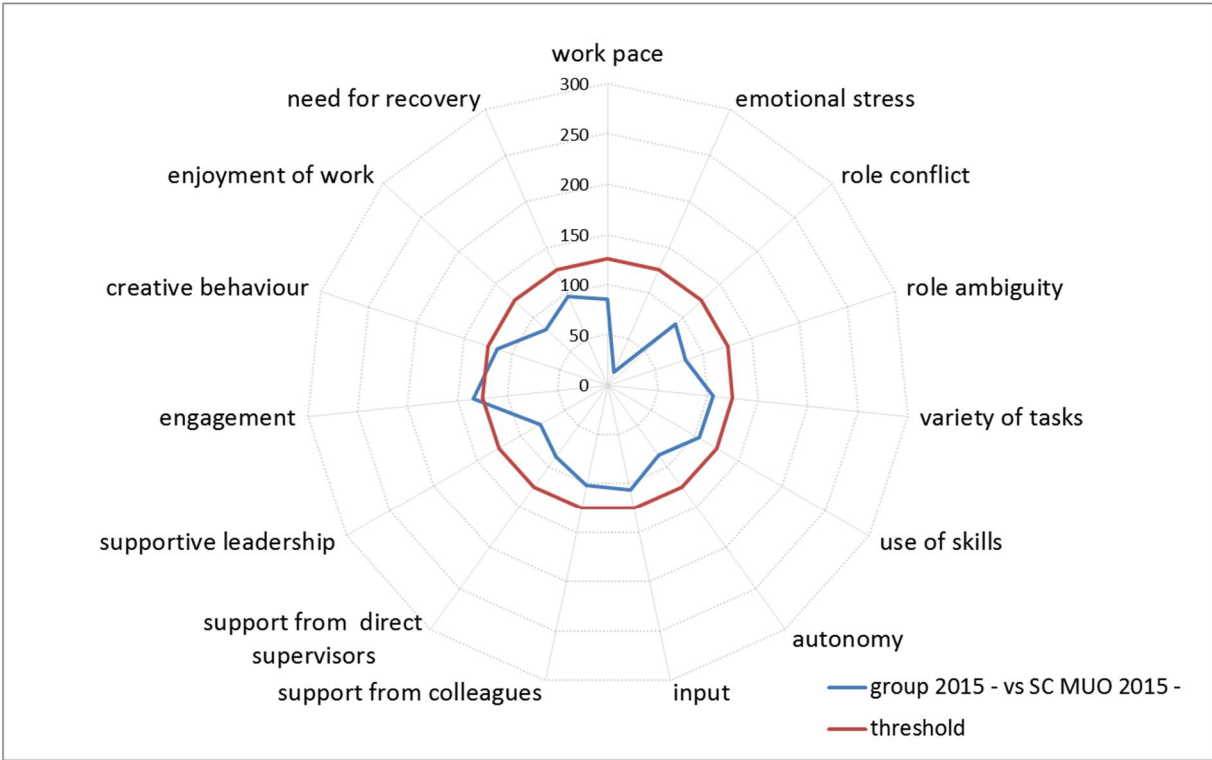 work pace
300
need for recovery
emotional stress
250
enjoyment of work
200
role conflict
150
creative behaviour
100
role ambiguity
50
0
engagement
variety of tasks
supportive leadership
use of skills
support from direct
supervisors
autonomy
support from colleagues
input
group 2015 - vs SC MUO 2015 -
threshold